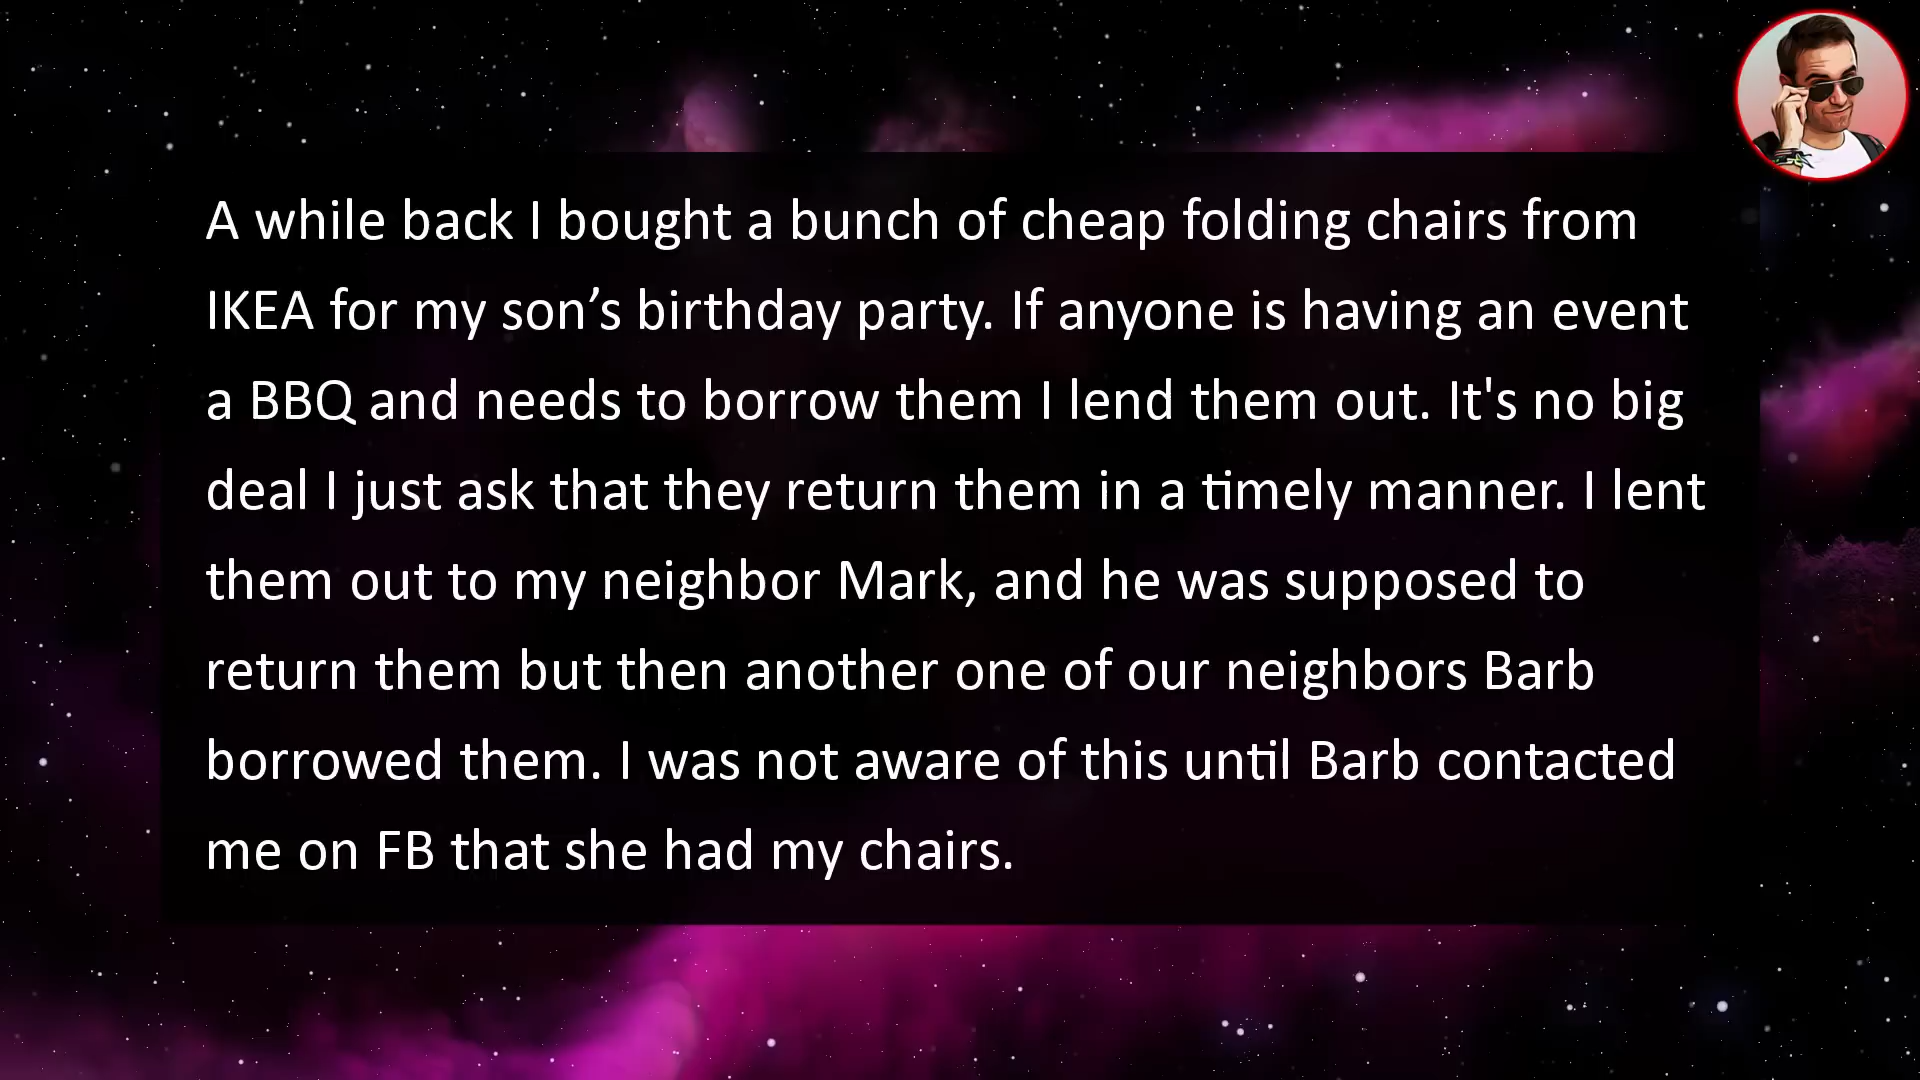 A while back I bought a bunch of cheap folding chairs from
IKEA for my son’s birthday party. If anyone is having an event
a BBQ and needs to borrow them I lend them out. It's no big
deal I just ask that they return them in a timely manner. I lent
them out to my neighbor Mark, and he was supposed to
return them but then another one of our neighbors Barb
borrowed them. I was not aware of this until Barb contacted
me on FB that she had my chairs.